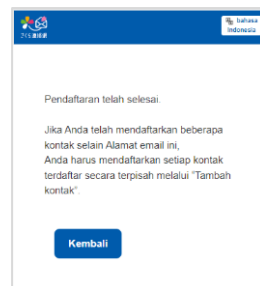 bahasa
Indonesia
Pendaftaran telah selesai.
Jika Anda telah mendaftarkan beberapa
kontak selain Alamat email ini,
Anda harus mendaftarkan setiap kontak
terdaftar secara terpisah melalui "Tambah
kontak".
Kembali